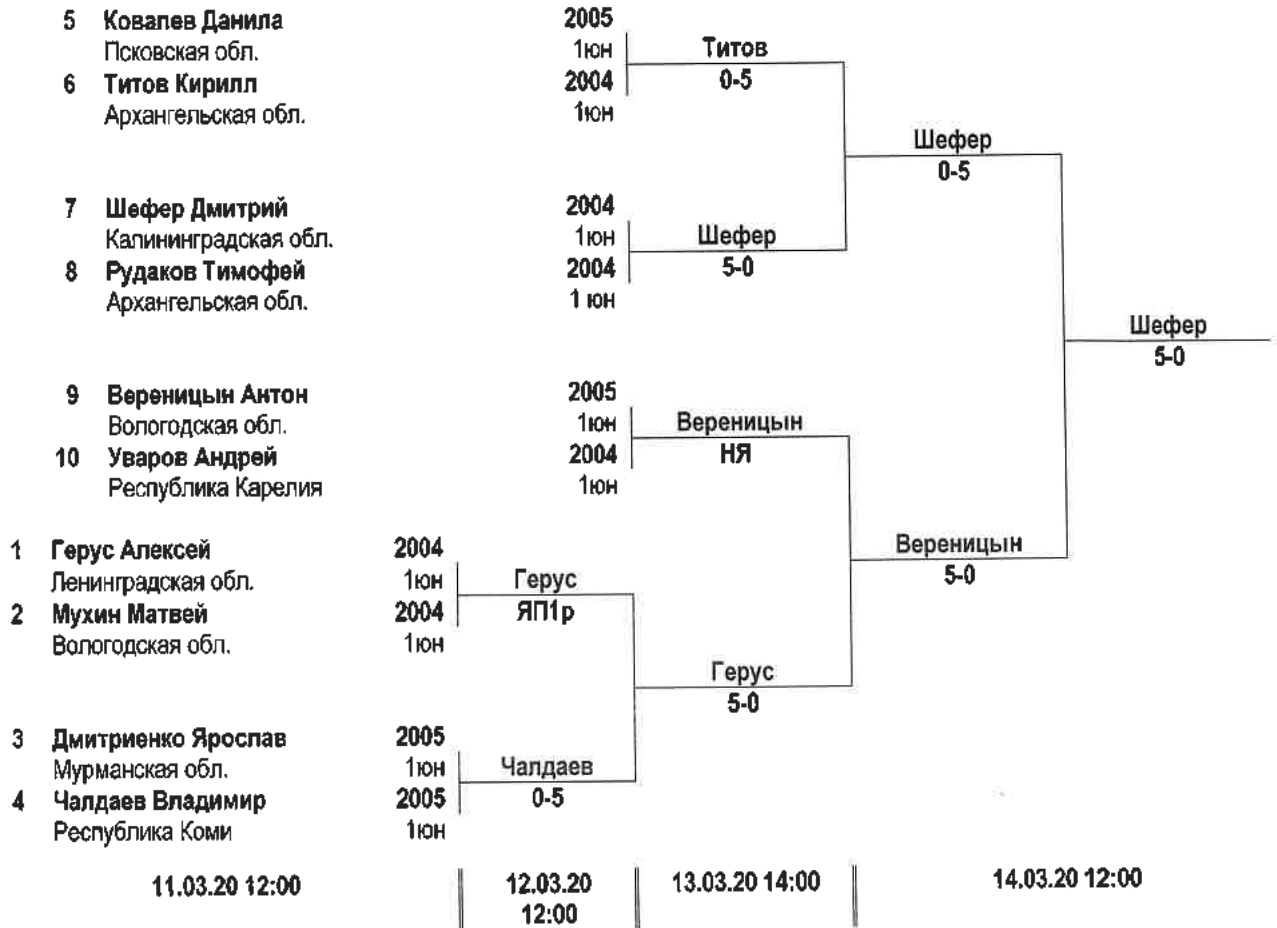 5 Ковалев Данила 2005
Псковская обл. 1юн Титов
6 Титов Кирилл 2004 0-5
Архангельская обл. 1юн
Шефер
0-5
7 Шефер Дмитрий 2004
Калининградская обл. 1юн Шефер
8 Рудаков Тимофей 2004 5-0
Архангельская обл. 1 юн
Шефер
5-0
9 Вереницын Антон 2005
Вологодская обл. 1юн Вереницын
10 Уваров Андрей 2004 НЯ
Республика Карелия 1юн
1 Герус Алексей 2004 Вереницын
Ленинградская обл. 1юн Герус 5-0
2 Мухин Матвей 2004 ЯП1р
Вологодская обл. 1юн
Герус
5-0
3 Дмитриенко Ярослав 2005
Мурманская обл. 1юн Чалдаев
4 Чалдаев Владимир 2005 0-5
Республика Коми 1юн
11.03.20 12:00 12.03.20 13.03.20 14:00 14.03.20 12:00
12:00